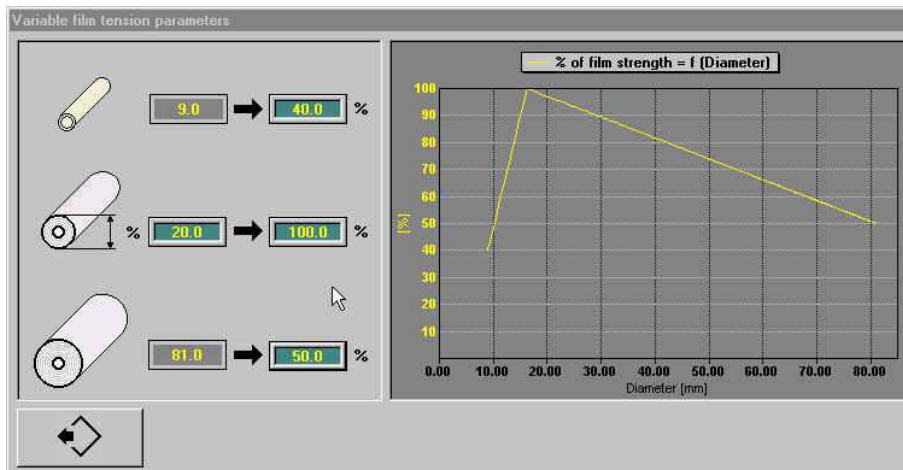 Variable film tension parameters
9.0 40.0 %
% 20.0 100.0 %
81.0 50.0 %
% of film strength = f (Diameter)
100
90
80
70
60
50
40
30
20
10
[%]
0.00 10.00 20.00 30.00 40.00 50.00 60.00 70.00 80.00
Diameter [mm]